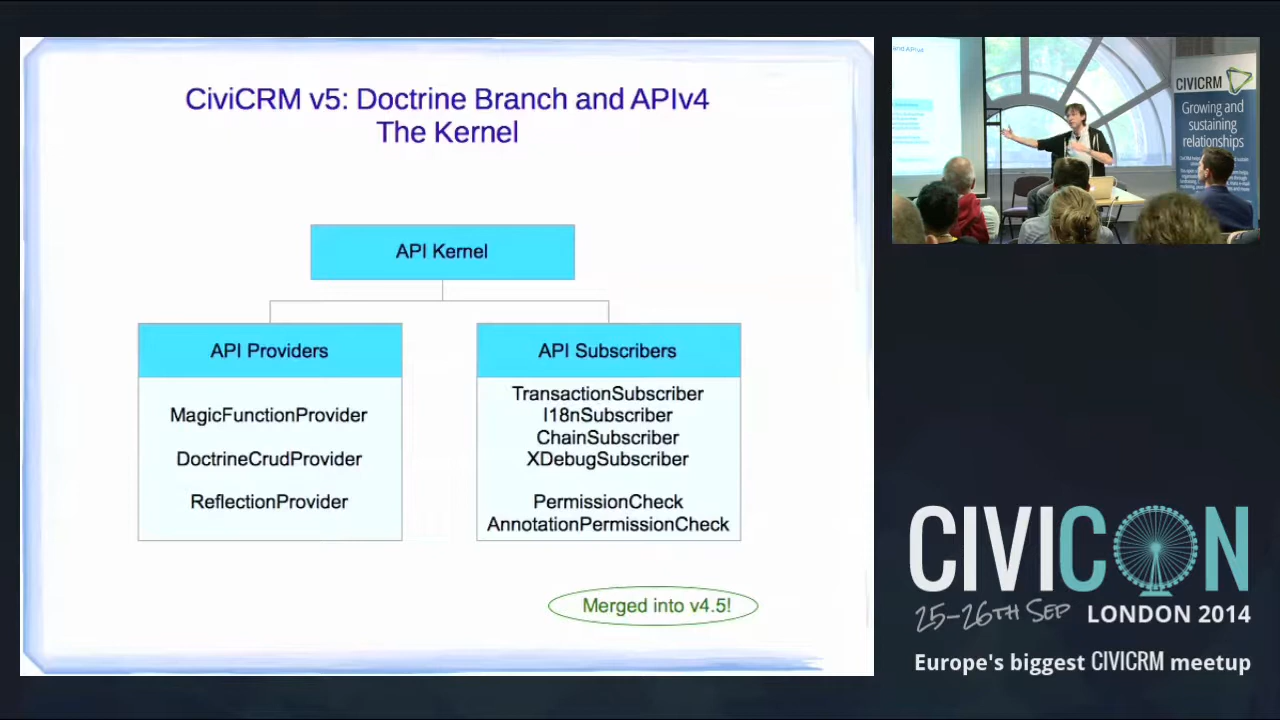 CiviCRM v5: Doctrine Branch and APIv4
The Kernel
API Kernel
API Providers
MagicFunctionProvider
DoctrineCrudProvider
ReflectionProvider
API Subscribers
TransactionSubscriber
I18nSubscriber
ChainSubscriber
XDebugSubscriber
PermissionCheck
AnnotationPermissionCheck
Merged into v4.5!
CIVICRM
Growing and
sustaining
relationships
CIVICON
25-26TH SEP LONDON 2014
Europe's biggest CIVICRM meetup